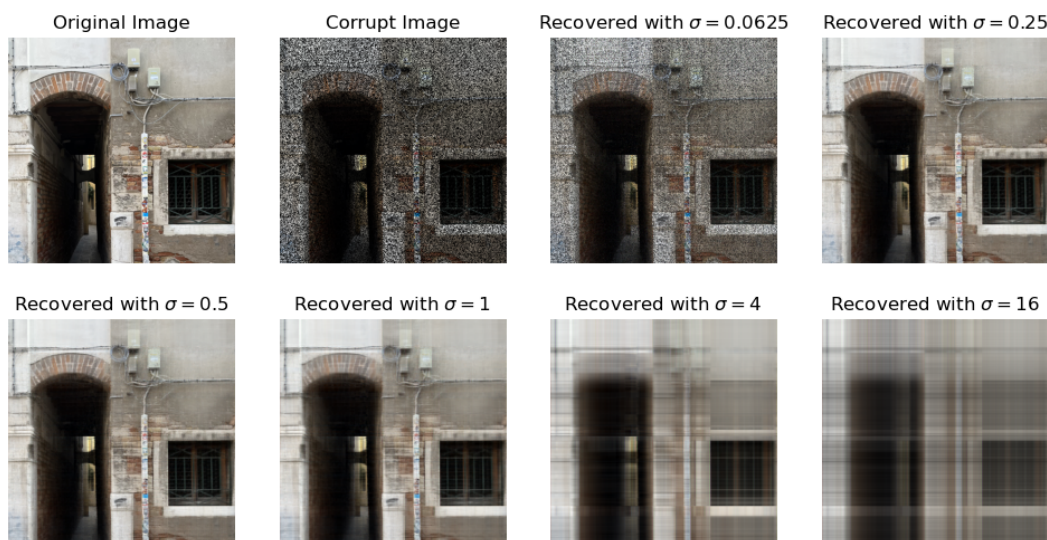 Original Image
Corrupt Image
Recovered with σ = 0.0625
Recovered with σ = 0.25
Recovered with σ = 0.5
Recovered with σ = 1
Recovered with σ = 4
Recovered with σ = 16